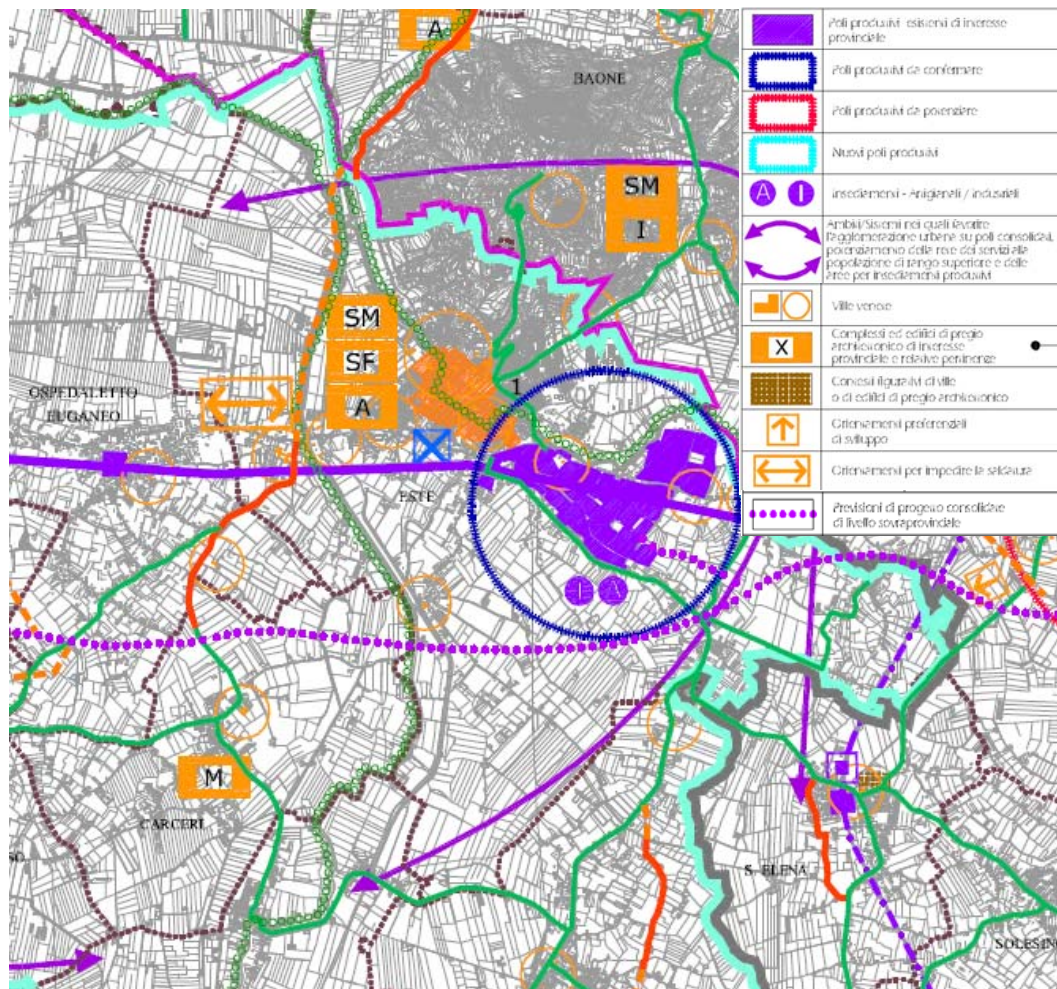 A
BAONE
SM
1
SM
SF
A
OSPEDALETTO
EUGANEO
1
ESTE
I A
M
CARCERI
SO
S. ELENA
SOLESINO
Poli produttivi esistenti di interesse
provinciale
Poli produttivi da confermare
Poli produttivi da potenziare
Nuovi poli produttivi
A I
Insediamenti - Artigianali / Industriali
Ambiti/Sistemi nei quali favorire
l'agglomerazione urbana su poli consolidati,
potenziamento della rete dei servizi alla
popolazione di rango superiore e delle
aree per insediamenti produttivi
Ville venete
X
Complessi ed edifici di pregio
architettonico di interesse
provinciale e relative pertinenze
Contesti figurativi di ville
o di edifici di pregio architettonico
Orientamenti preferenziali
di sviluppo
Orientamenti per impedire la saldatura
Previsioni di progetto consolidate
di livello sovraprovinciale